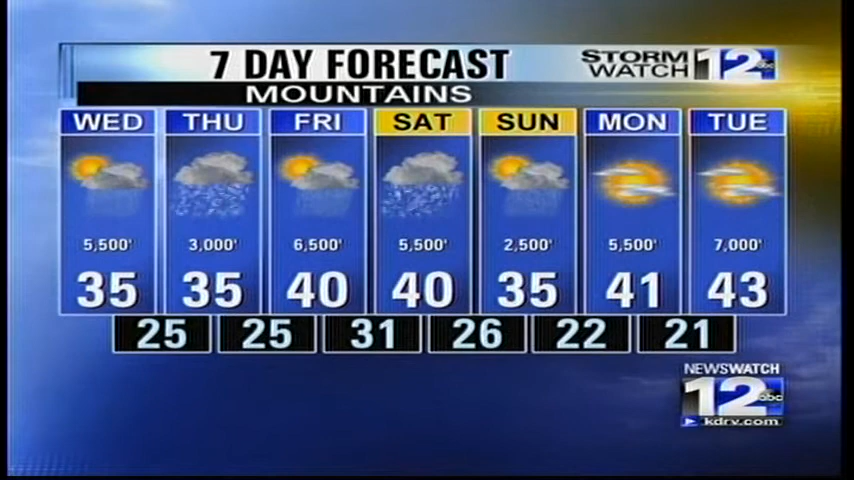 7 DAY FORECAST
STORM WATCH 12 abc
MOUNTAINS
WED THU FRI SAT SUN MON TUE
5,500' 3,000' 6,500' 5,500' 2,500' 5,500' 7,000'
35 35 40 40 35 41 43
25 25 31 26 22 21
NEWSWATCH
12 abc
kdrv.com